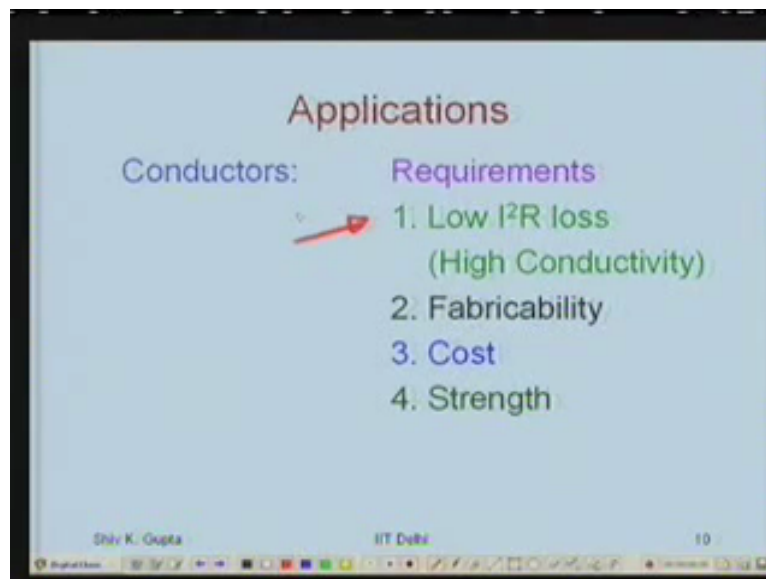 Applications
Conductors: Requirements
1. Low I²R loss
(High Conductivity)
2. Fabricability
3. Cost
4. Strength
Shiv K. Gupta IIT Delhi 10